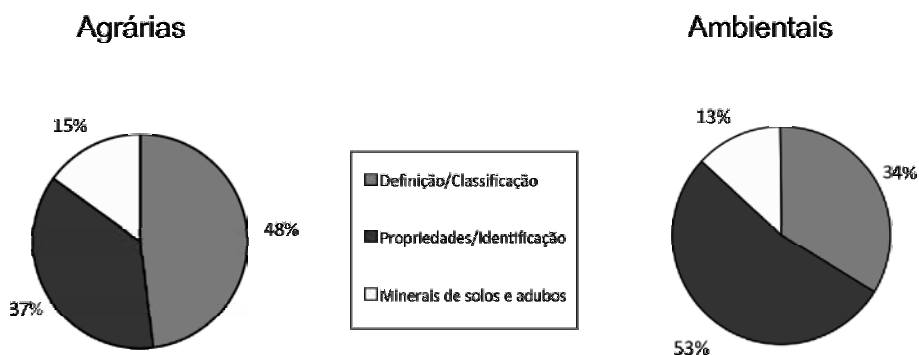 Agrárias
Ambientais
15%
48%
37%
Definição/Classificação
Propriedades/Identificação
Minerais de solos e adubos
13%
34%
53%